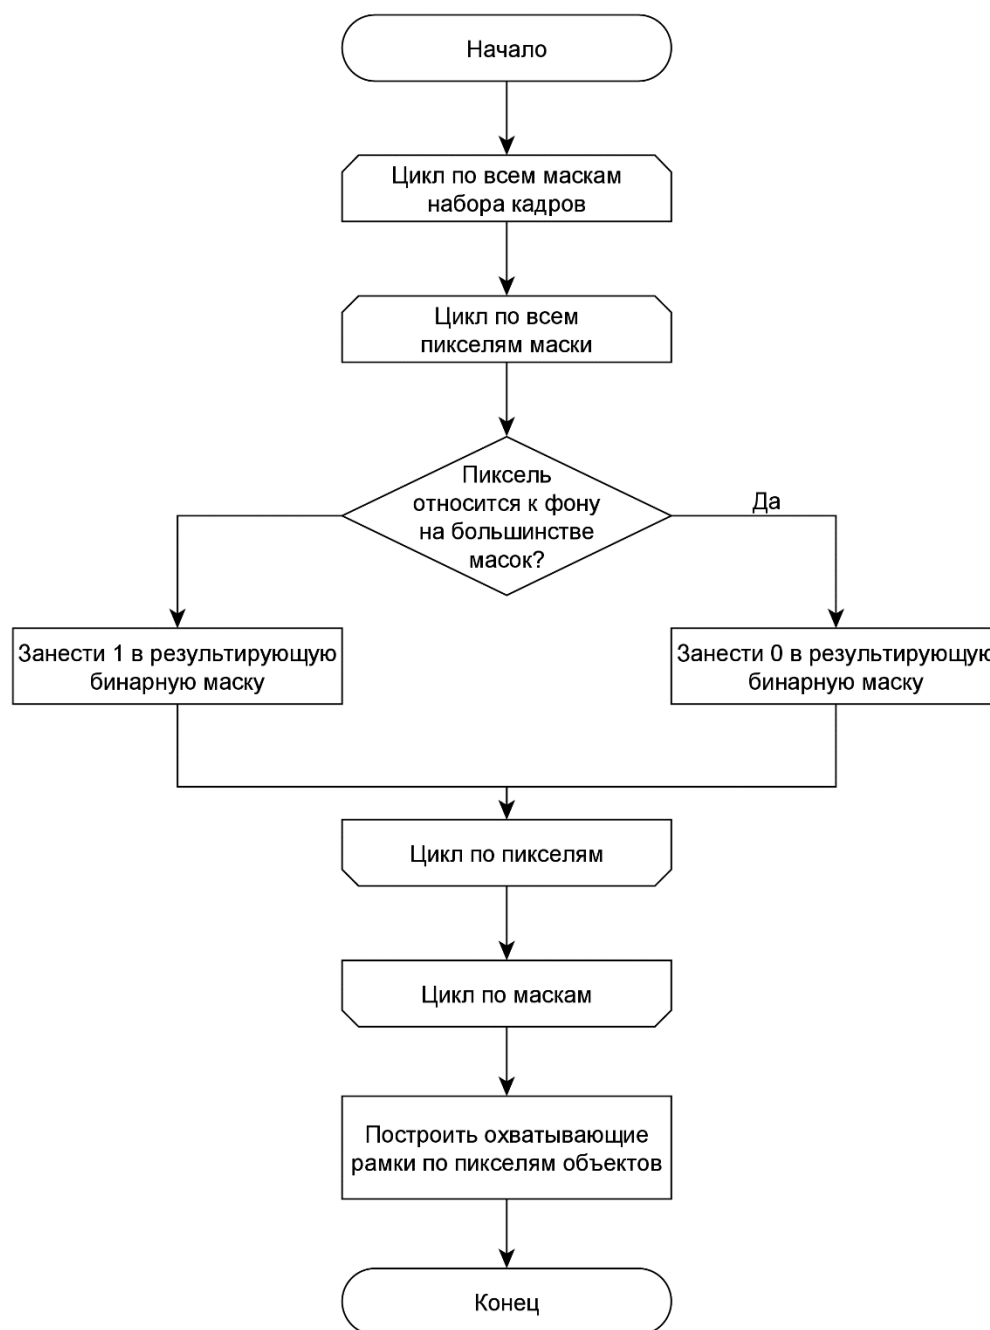 Начало
Цикл по всем маскам
набора кадров
Цикл по всем
пикселям маски
Пиксель
относится к фону
на большинстве
масок?
Да
Занести 1 в результирующую
бинарную маску
Занести 0 в результирующую
бинарную маску
Цикл по пикселям
Цикл по маскам
Построить охватывающие
рамки по пикселям объектов
Конец